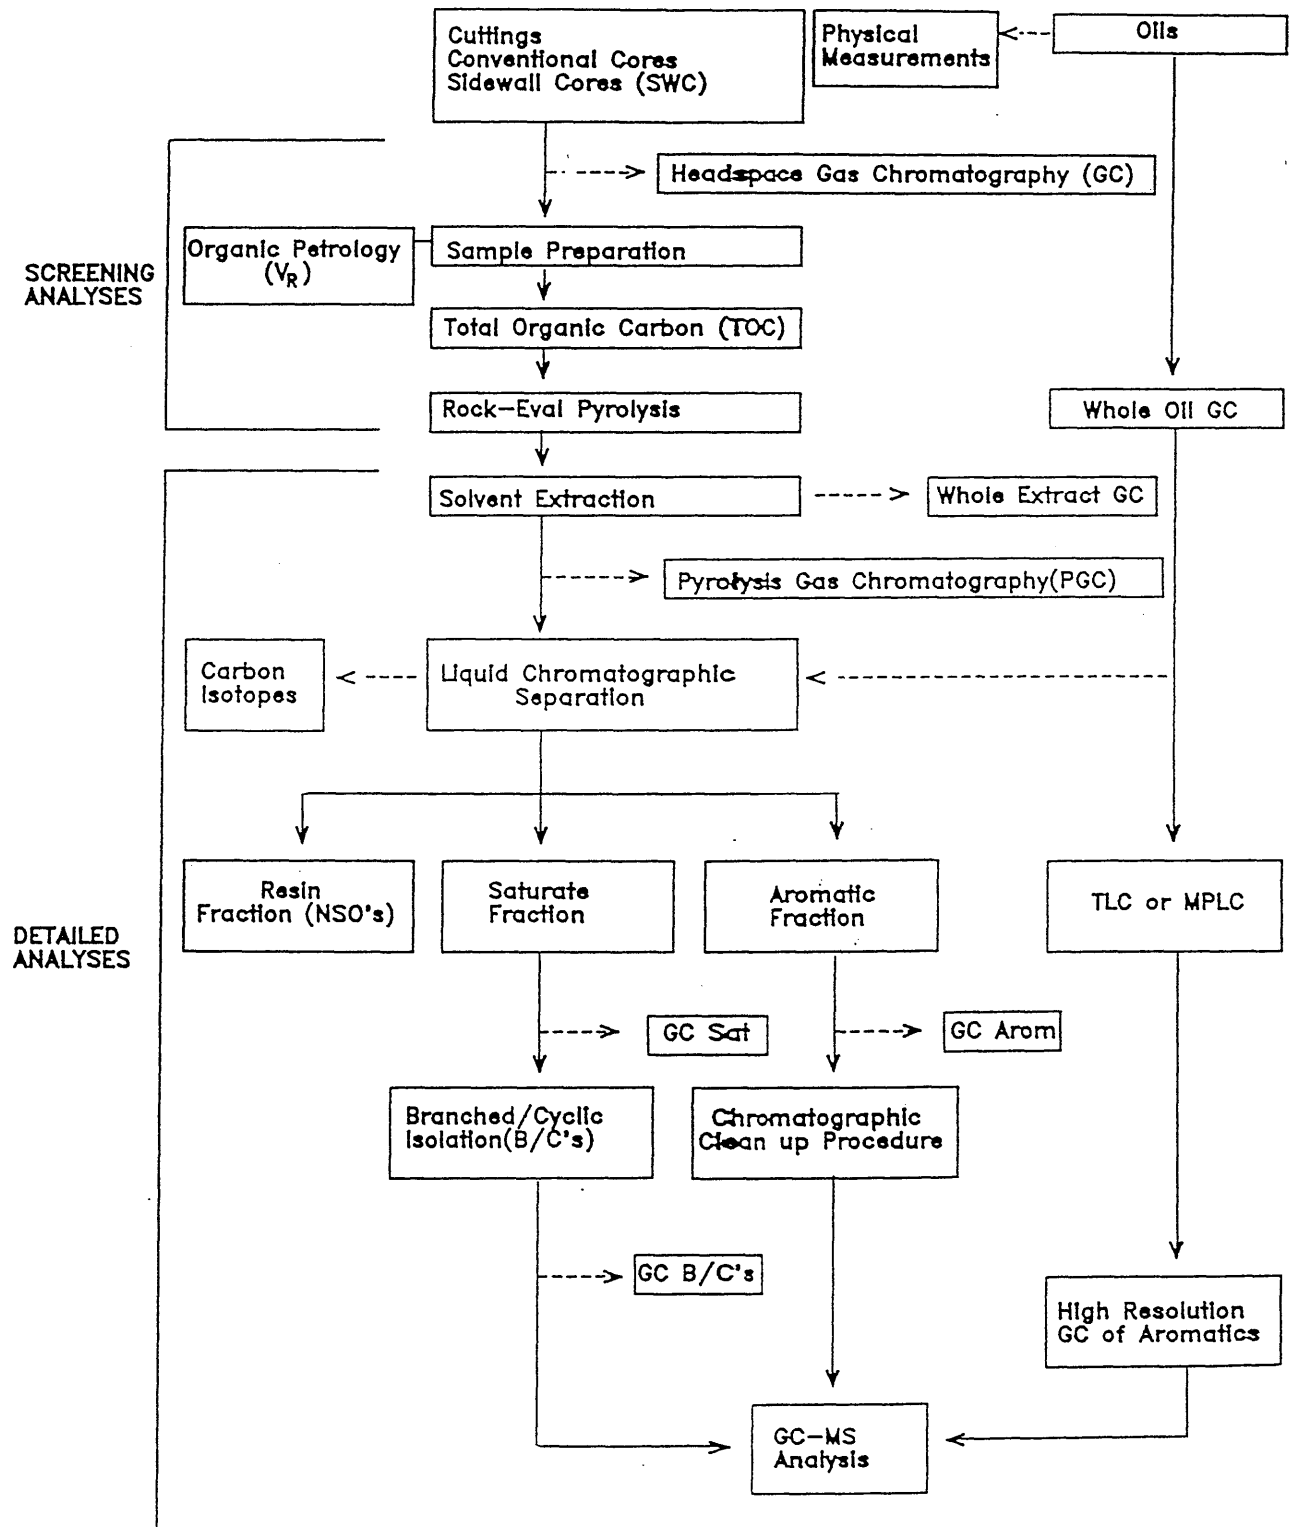 Cuttings
Conventional Cores
Sidewall Cores (SWC)
Physical
Measurements
Oils
Headspace Gas Chromatography (GC)
Organic Petrology
(VR)
Sample Preparation
SCREENING
ANALYSES
Total Organic Carbon (TOC)
Rock-Eval Pyrolysis
Whole Oil GC
Solvent Extraction
Whole Extract GC
Pyrolysis Gas Chromatography(PGC)
Carbon
Isotopes
Liquid Chromatographic
Separation
Resin
Fraction (NSO's)
Saturate
Fraction
Aromatic
Fraction
TLC or MPLC
DETAILED
ANALYSES
GC Sat
GC Arom
Branched/Cyclic
Isolation(B/C's)
Chromatographic
Clean up Procedure
GC B/C's
High Resolution
GC of Aromatics
GC-MS
Analysis